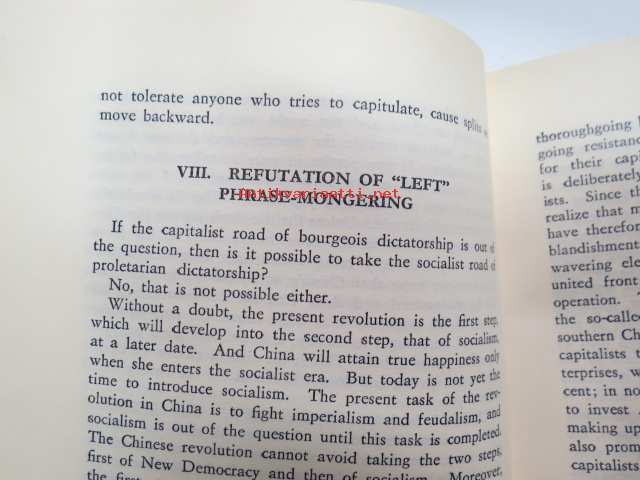 not tolerate anyone who tries to capitulate, cause splits
move backward.
VIII. REFUTATION OF “LEFT”
PHRASE-MONGERING
antikvariaatti.net
If the capitalist road of bourgeois dictatorship is out of
the question, then is it possible to take the socialist road of
proletarian dictatorship?
No, that is not possible either.
Without a doubt, the present revolution is the first step,
which will develop into the second step, that of socialism,
at a later date. And China will attain true happiness only
when she enters the socialist era. But today is not yet the
time to introduce socialism. The present task of the rev-
olution in China is to fight imperialism and feudalism, and
socialism is out of the question until this task is completed.
The Chinese revolution cannot avoid taking the two steps,
first of New Democracy and then of socialism. Moreover,
the first
thoroughgoing
going resistanc
for their capi
is deliberately
ists. Since th
realize that m
have therefor
blandishment
wavering ele
united front
operation.
the so-calle
southern Ch
capitalists t
terprises, w
cent; in no
to invest
making up
also prom
capitalists